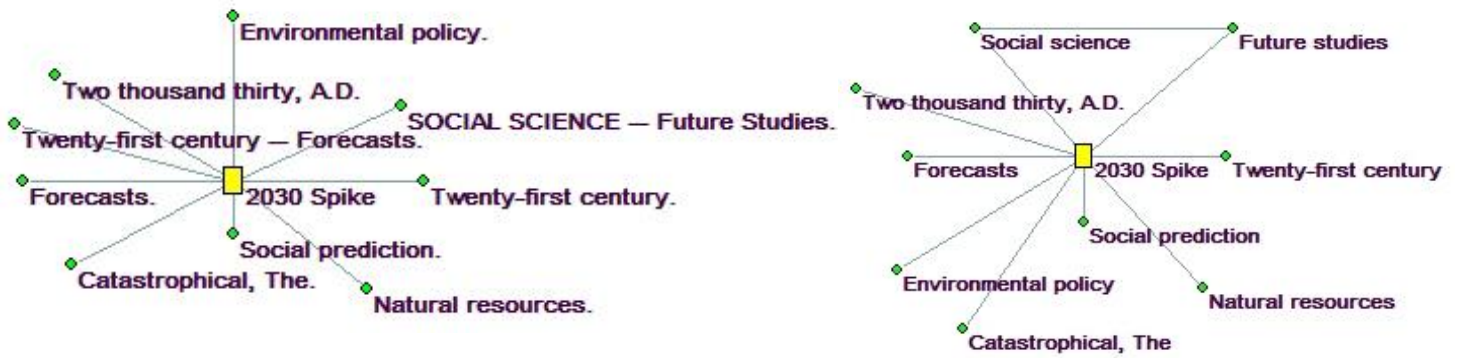 Environmental policy.
Two thousand thirty, A.D.
SOCIAL SCIENCE — Future Studies.
Twenty-first century — Forecasts.
Forecasts.
2030 Spike
Twenty-first century.
Social prediction.
Catastrophical, The.
Natural resources.
Social science
Future studies
Two thousand thirty, A.D.
Forecasts
2030 Spike
Twenty-first century
Social prediction
Environmental policy
Natural resources
Catastrophical, The